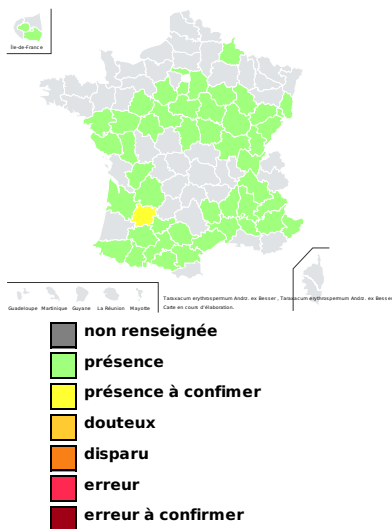 Île-de-France
Guadeloupe Martinique Guyane La Réunion Mayotte
Taraxacum erythrospermum Andrz. ex Besser , Taraxacum erythrospermum Andrz. ex Besser
Carte en cours d'élaboration.
non renseignée
présence
présence à confimer
douteux
disparu
erreur
erreur à confirmer